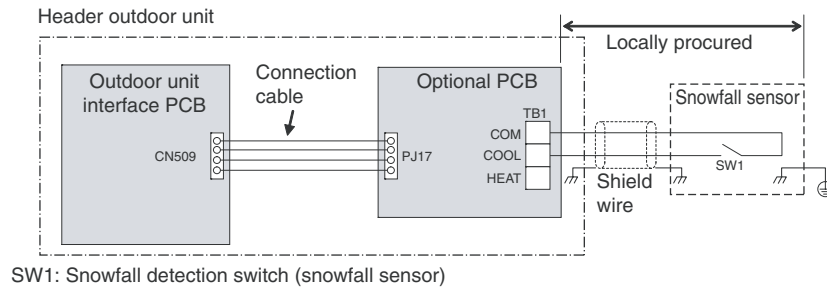 Header outdoor unit
Locally procured
Outdoor unit
interface PCB
Connection
cable
Optional PCB
Snowfall sensor
TB1
COM
CN509
PJ17
COOL
SW1
HEAT
Shield
wire
SW1: Snowfall detection switch (snowfall sensor)